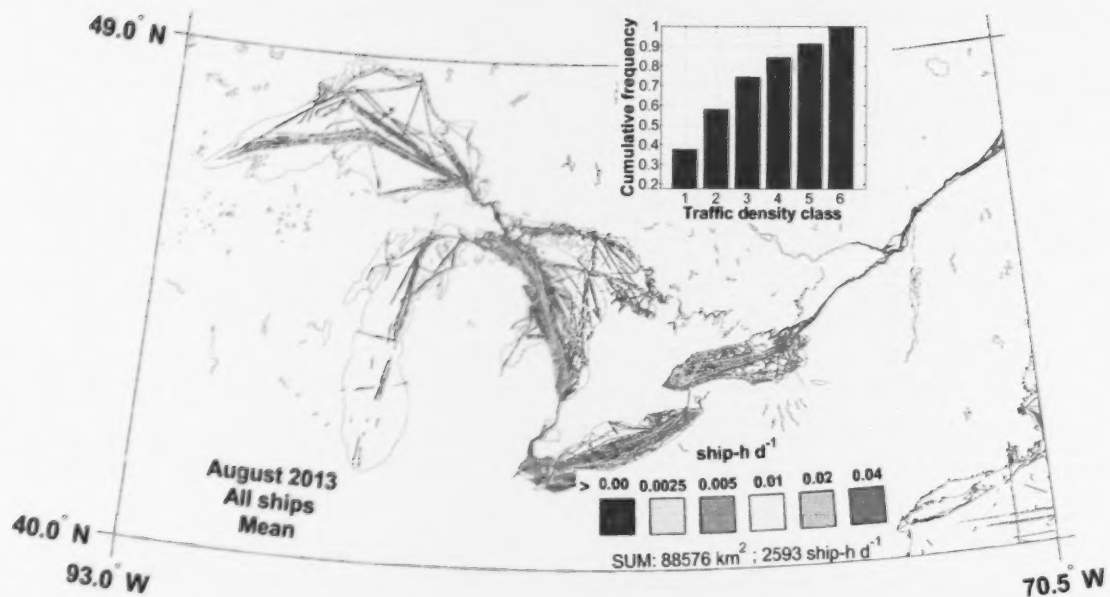 49.0° N
Cumulative frequency
1
0.9
0.8
0.7
0.6
0.5
0.4
0.3
0.2
1 2 3 4 5 6
Traffic density class
August 2013
All ships
Mean
ship-h d⁻¹
> 0.00 0.0025 0.005 0.01 0.02 0.04
SUM: 88576 km² ; 2593 ship-h d⁻¹
40.0° N
93.0° W
70.5° W